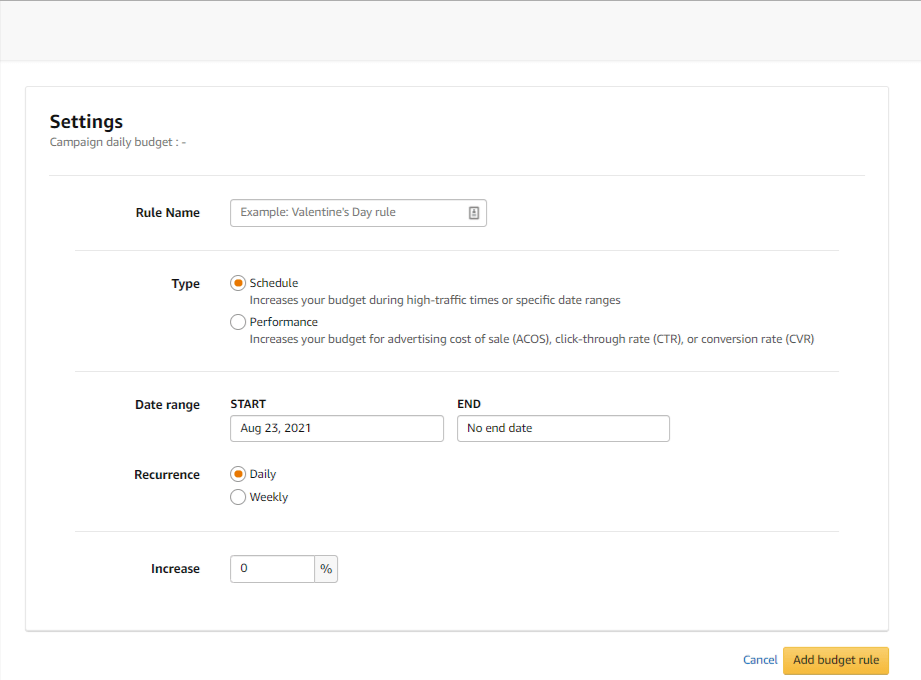 Settings
Campaign daily budget : -
Rule Name
Example: Valentine's Day rule
Type
Schedule
Increases your budget during high-traffic times or specific date ranges
Performance
Increases your budget for advertising cost of sale (ACOS), click-through rate (CTR), or conversion rate (CVR)
Date range
START
END
Aug 23, 2021
No end date
Recurrence
Daily
Weekly
Increase
0
%
Cancel
Add budget rule